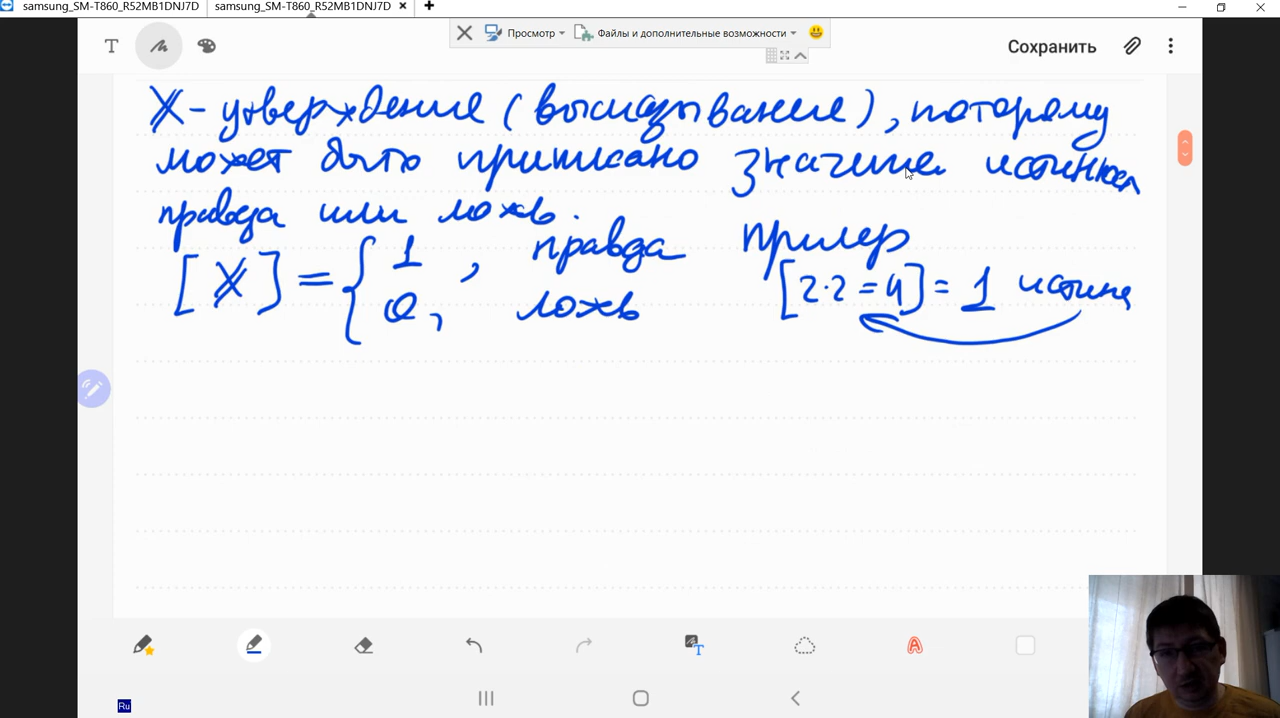 samsung_SM-T860_R52MB1DNJ7D samsung_SM-T860_R52MB1DNJ7D
Просмотр Файлы и дополнительные возможности
T Сохранить
X - утверждение (высказывание), которому
может быть приписано значение истинности
правда или ложь.
[X] = { 1, правда
0, ложь
пример
[2·2=4] = 1 истина
T
A
Ru